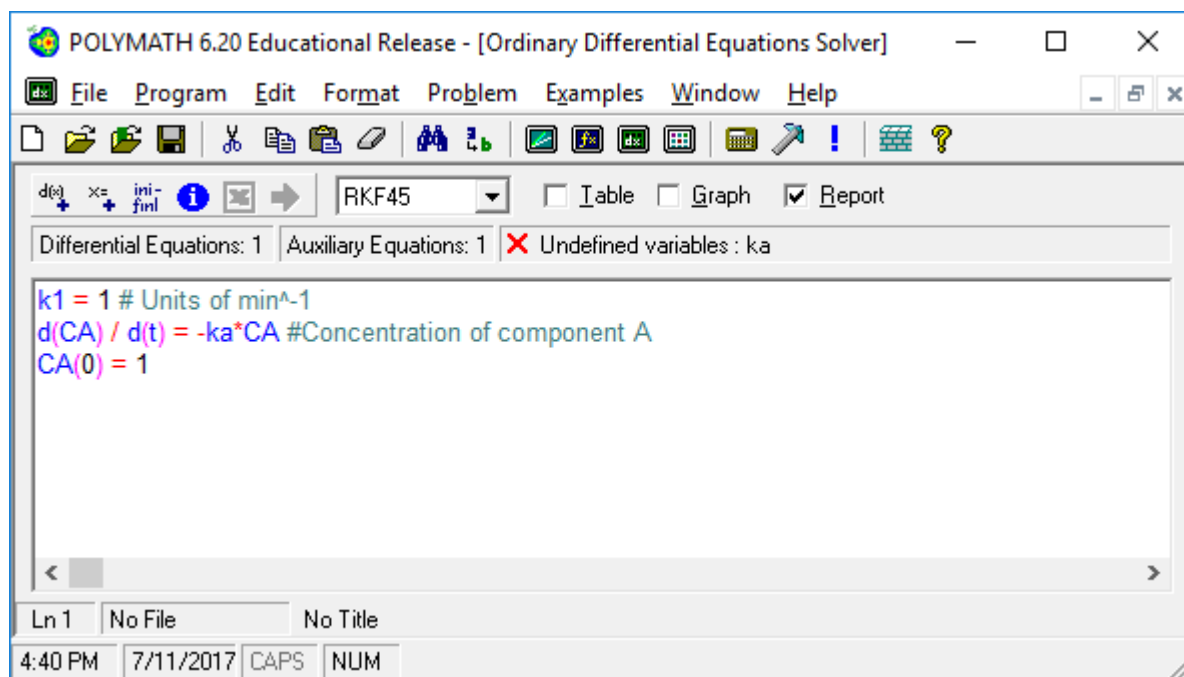 POLYMATH 6.20 Educational Release - [Ordinary Differential Equations Solver]
File Program Edit Format Problem Examples Window Help
d(x) x= ini- finl RKF45 Table Graph Report
Differential Equations: 1 Auxiliary Equations: 1 Undefined variables : ka
k1 = 1 # Units of min^-1
d(CA) / d(t) = -ka*CA #Concentration of component A
CA(0) = 1
Ln 1 No File No Title
4:40 PM 7/11/2017 CAPS NUM